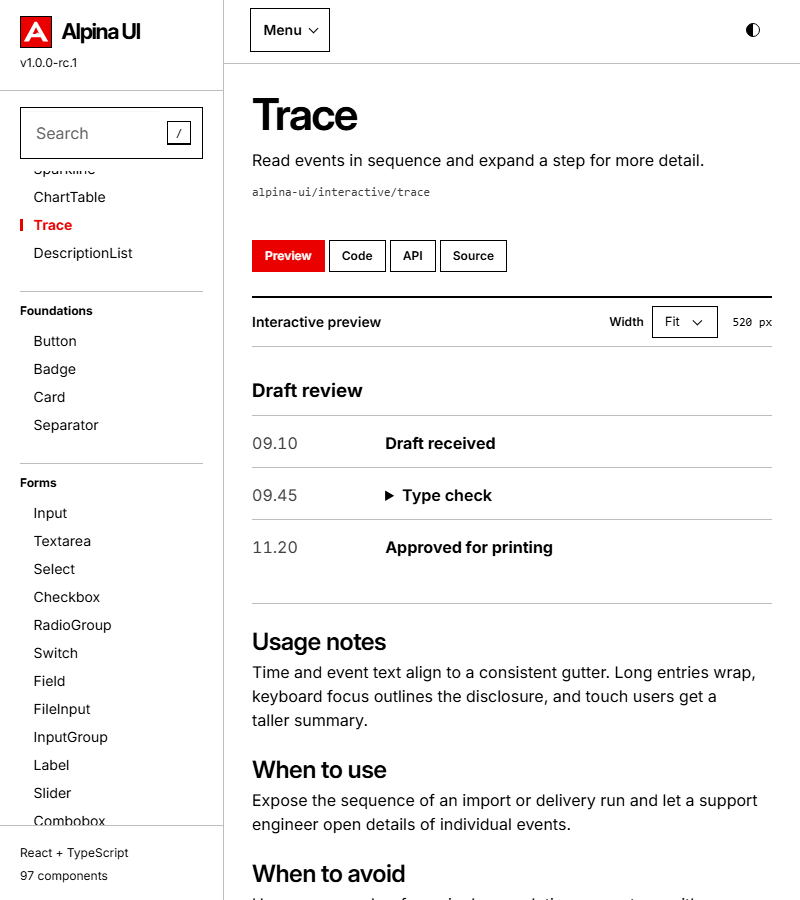 Alpina UI
v1.0.0-rc.1
Search
/
Sparkline
ChartTable
Trace
DescriptionList
Foundations
Button
Badge
Card
Separator
Forms
Input
Textarea
Select
Checkbox
RadioGroup
Switch
Field
FileInput
InputGroup
Label
Slider
Combobox
React + TypeScript
97 components
Menu
Trace
Read events in sequence and expand a step for more detail.
alpina-ui/interactive/trace
Preview
Code
API
Source
Interactive preview
Width
Fit
520 px
Draft review
09.10 Draft received
09.45 Type check
11.20 Approved for printing
Usage notes
Time and event text align to a consistent gutter. Long entries wrap,
keyboard focus outlines the disclosure, and touch users get a
taller summary.
When to use
Expose the sequence of an import or delivery run and let a support
engineer open details of individual events.
When to avoid